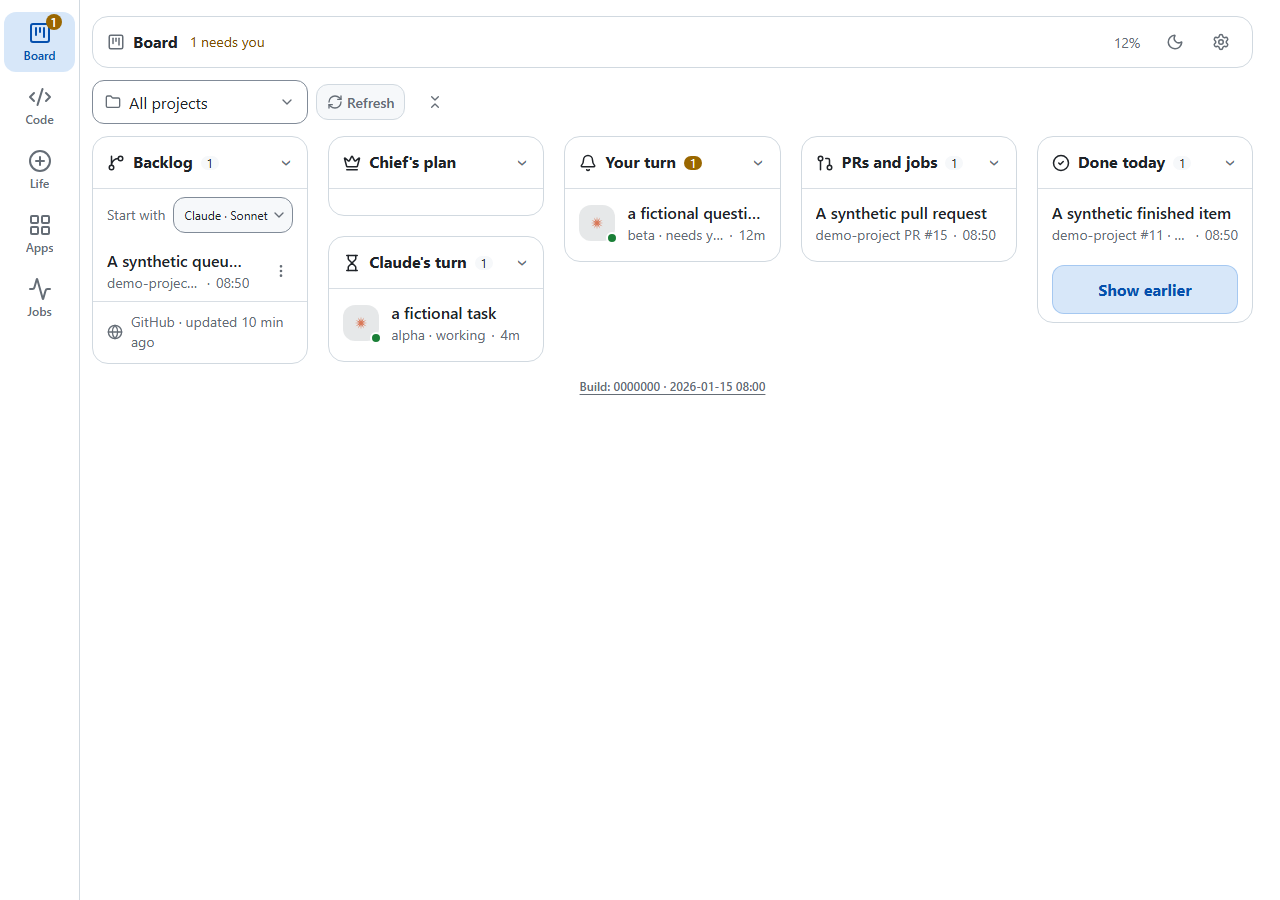 1
Board
Code
Life
Apps
Jobs
Board 1 needs you 12%
All projects Refresh
Backlog 1
Start with Claude · Sonnet
A synthetic queu...
demo-projec... · 08:50
GitHub · updated 10 min
ago
Chief's plan
Claude's turn 1
a fictional task
alpha · working · 4m
Your turn 1
a fictional questi...
beta · needs y... · 12m
PRs and jobs 1
A synthetic pull request
demo-project PR #15 · 08:50
Done today 1
A synthetic finished item
demo-project #11 · ... · 08:50
Show earlier
Build: 0000000 · 2026-01-15 08:00